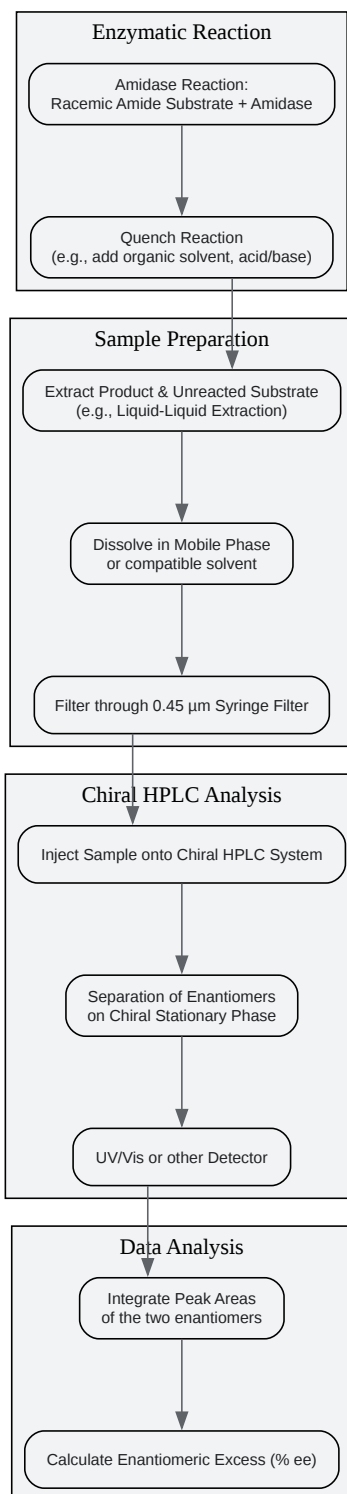 Enzymatic Reaction
Amidase Reaction:
Racemic Amide Substrate + Amidase
Quench Reaction
(e.g., add organic solvent, acid/base)
Sample Preparation
Extract Product & Unreacted Substrate
(e.g., Liquid-Liquid Extraction)
Dissolve in Mobile Phase
or compatible solvent
Filter through 0.45 µm Syringe Filter
Chiral HPLC Analysis
Inject Sample onto Chiral HPLC System
Separation of Enantiomers
on Chiral Stationary Phase
UV/Vis or other Detector
Data Analysis
Integrate Peak Areas
of the two enantiomers
Calculate Enantiomeric Excess (% ee)